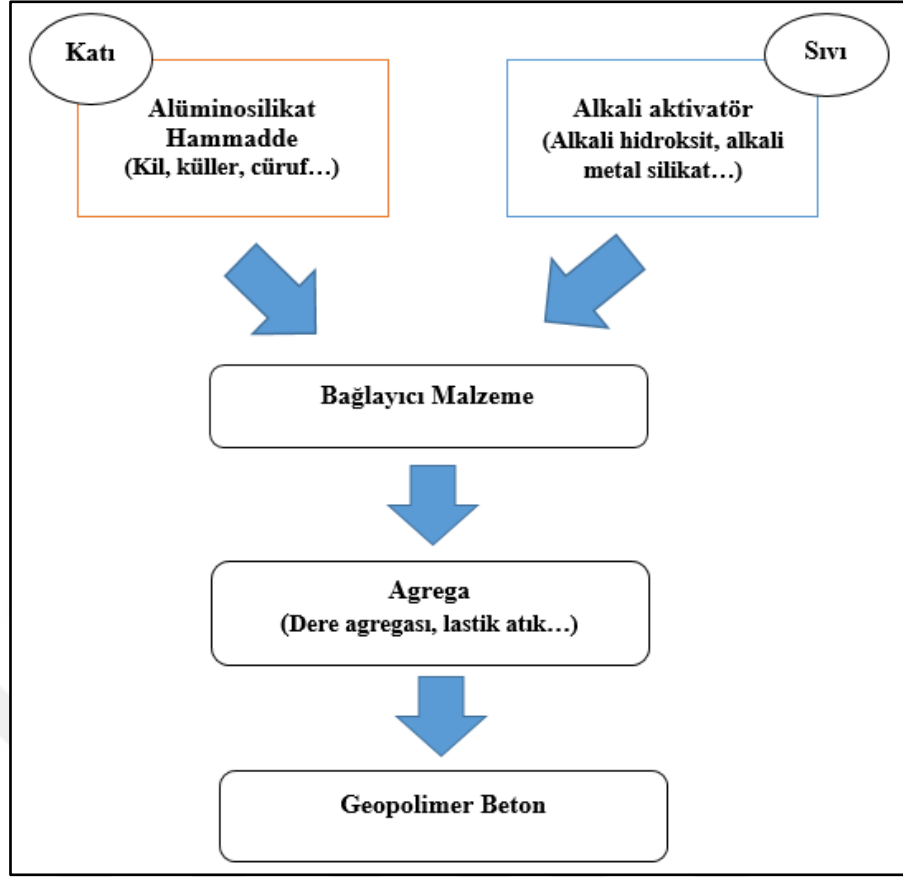 Katı
Sıvı
Alüminosilikat
Hammadde
(Kil, küller, cüruf…)
Alkali aktivatör
(Alkali hidroksit, alkali
metal silikat…)
Bağlayıcı Malzeme
Agrega
(Dere agregası, lastik atık…)
Geopolimer Beton